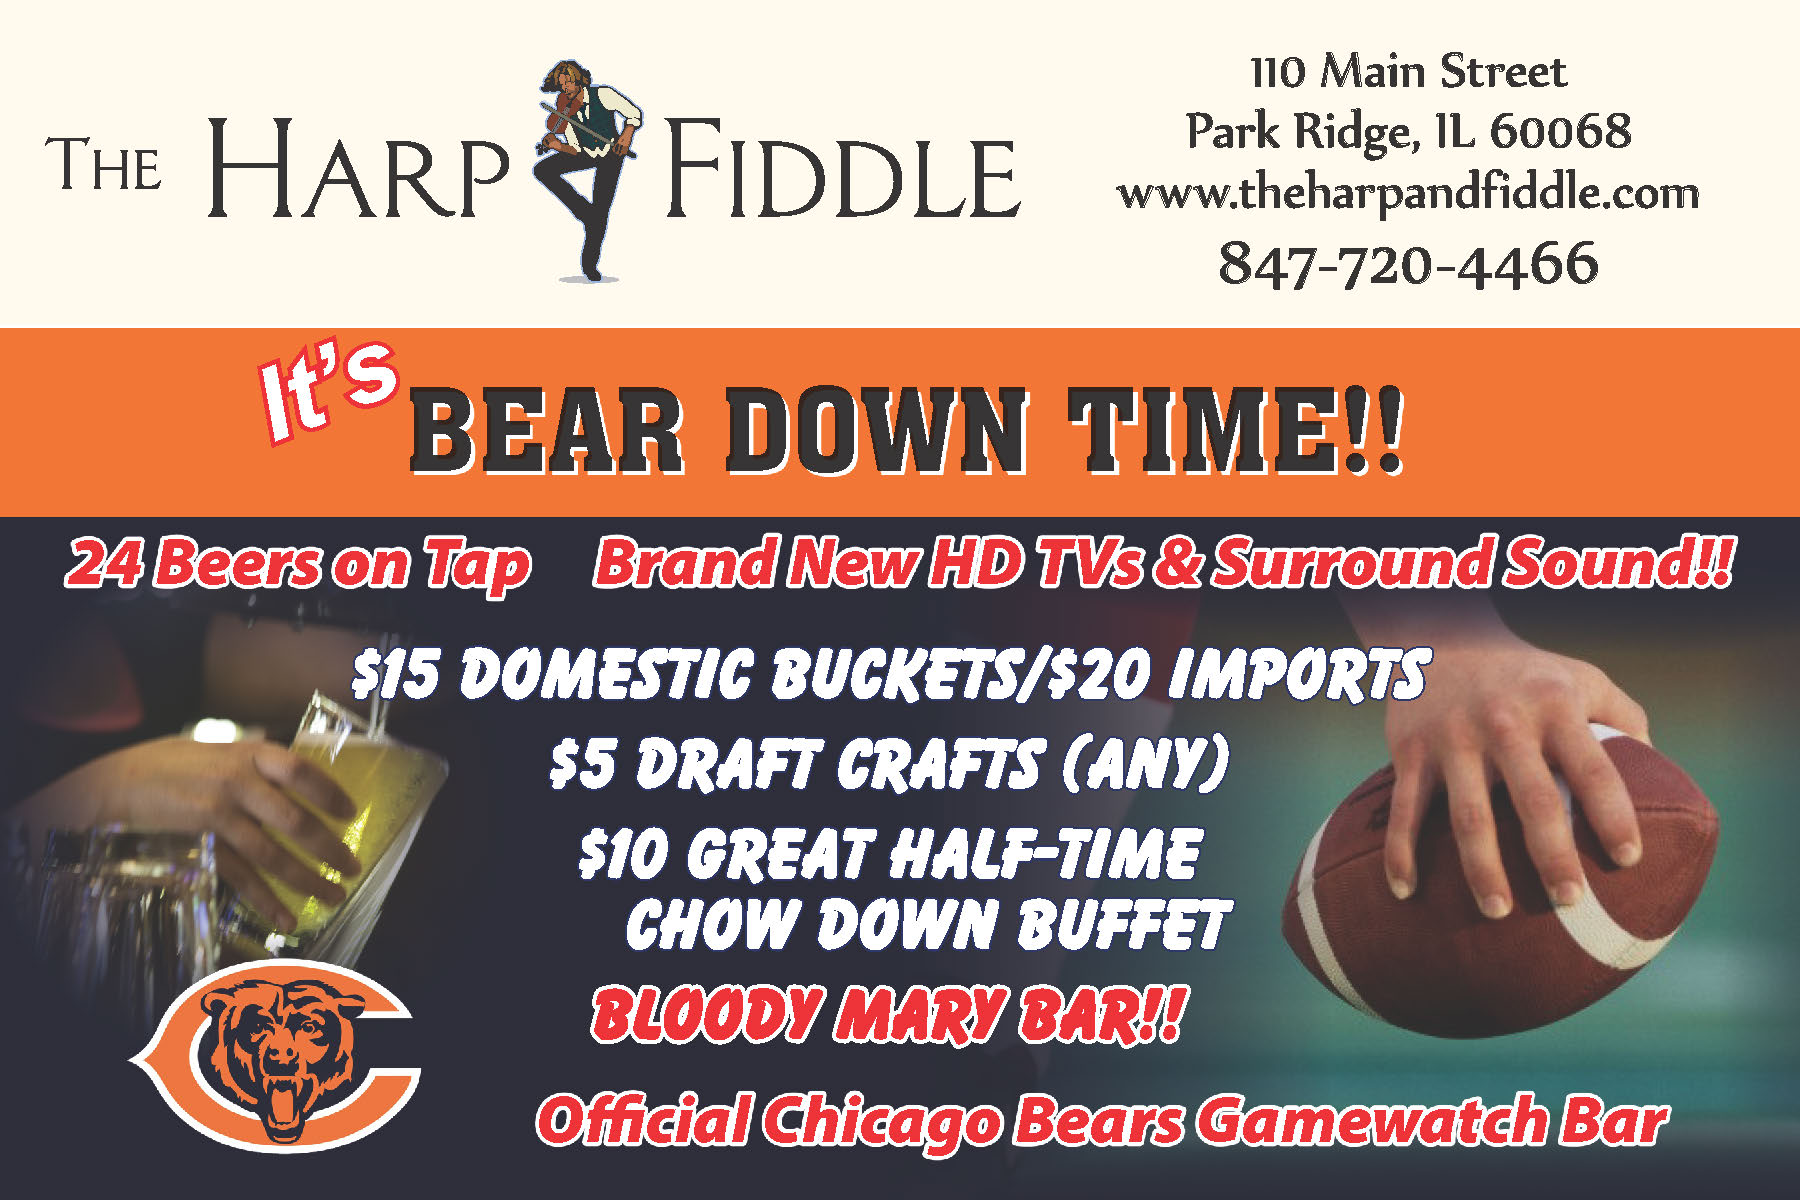 THE HARP FIDDLE
110 Main Street
Park Ridge, IL 60068
www.theharpandfiddle.com
847-720-4466
It's BEAR DOWN TIME!!
24 Beers on Tap Brand New HD TVs & Surround Sound!!
$15 DOMESTIC BUCKETS/$20 IMPORTS
$5 DRAFT CRAFTS (ANY)
$10 GREAT HALF-TIME
CHOW DOWN BUFFET
BLOODY MARY BAR!!
C
Official Chicago Bears Gamewatch Bar